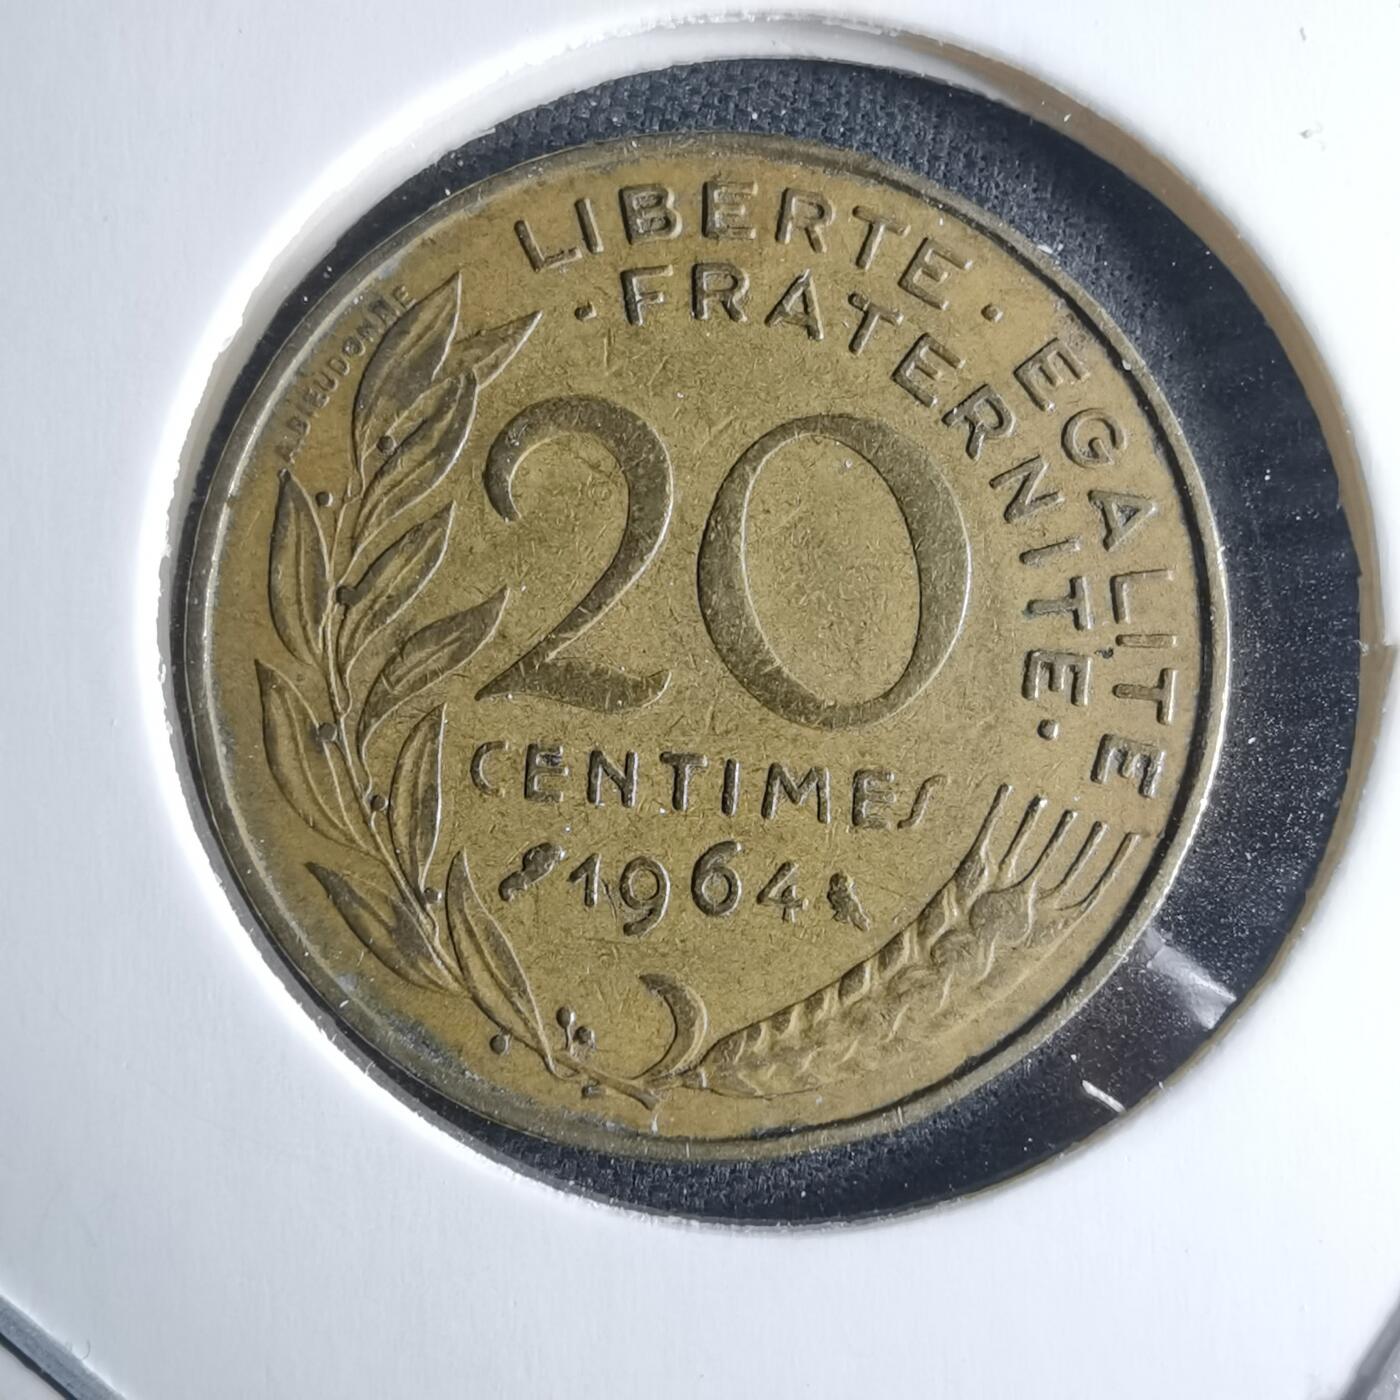 LIBERTE · EGALITE
· FRATERNITE ·
A.DIEUDONNE
20
CENTIMES
1964